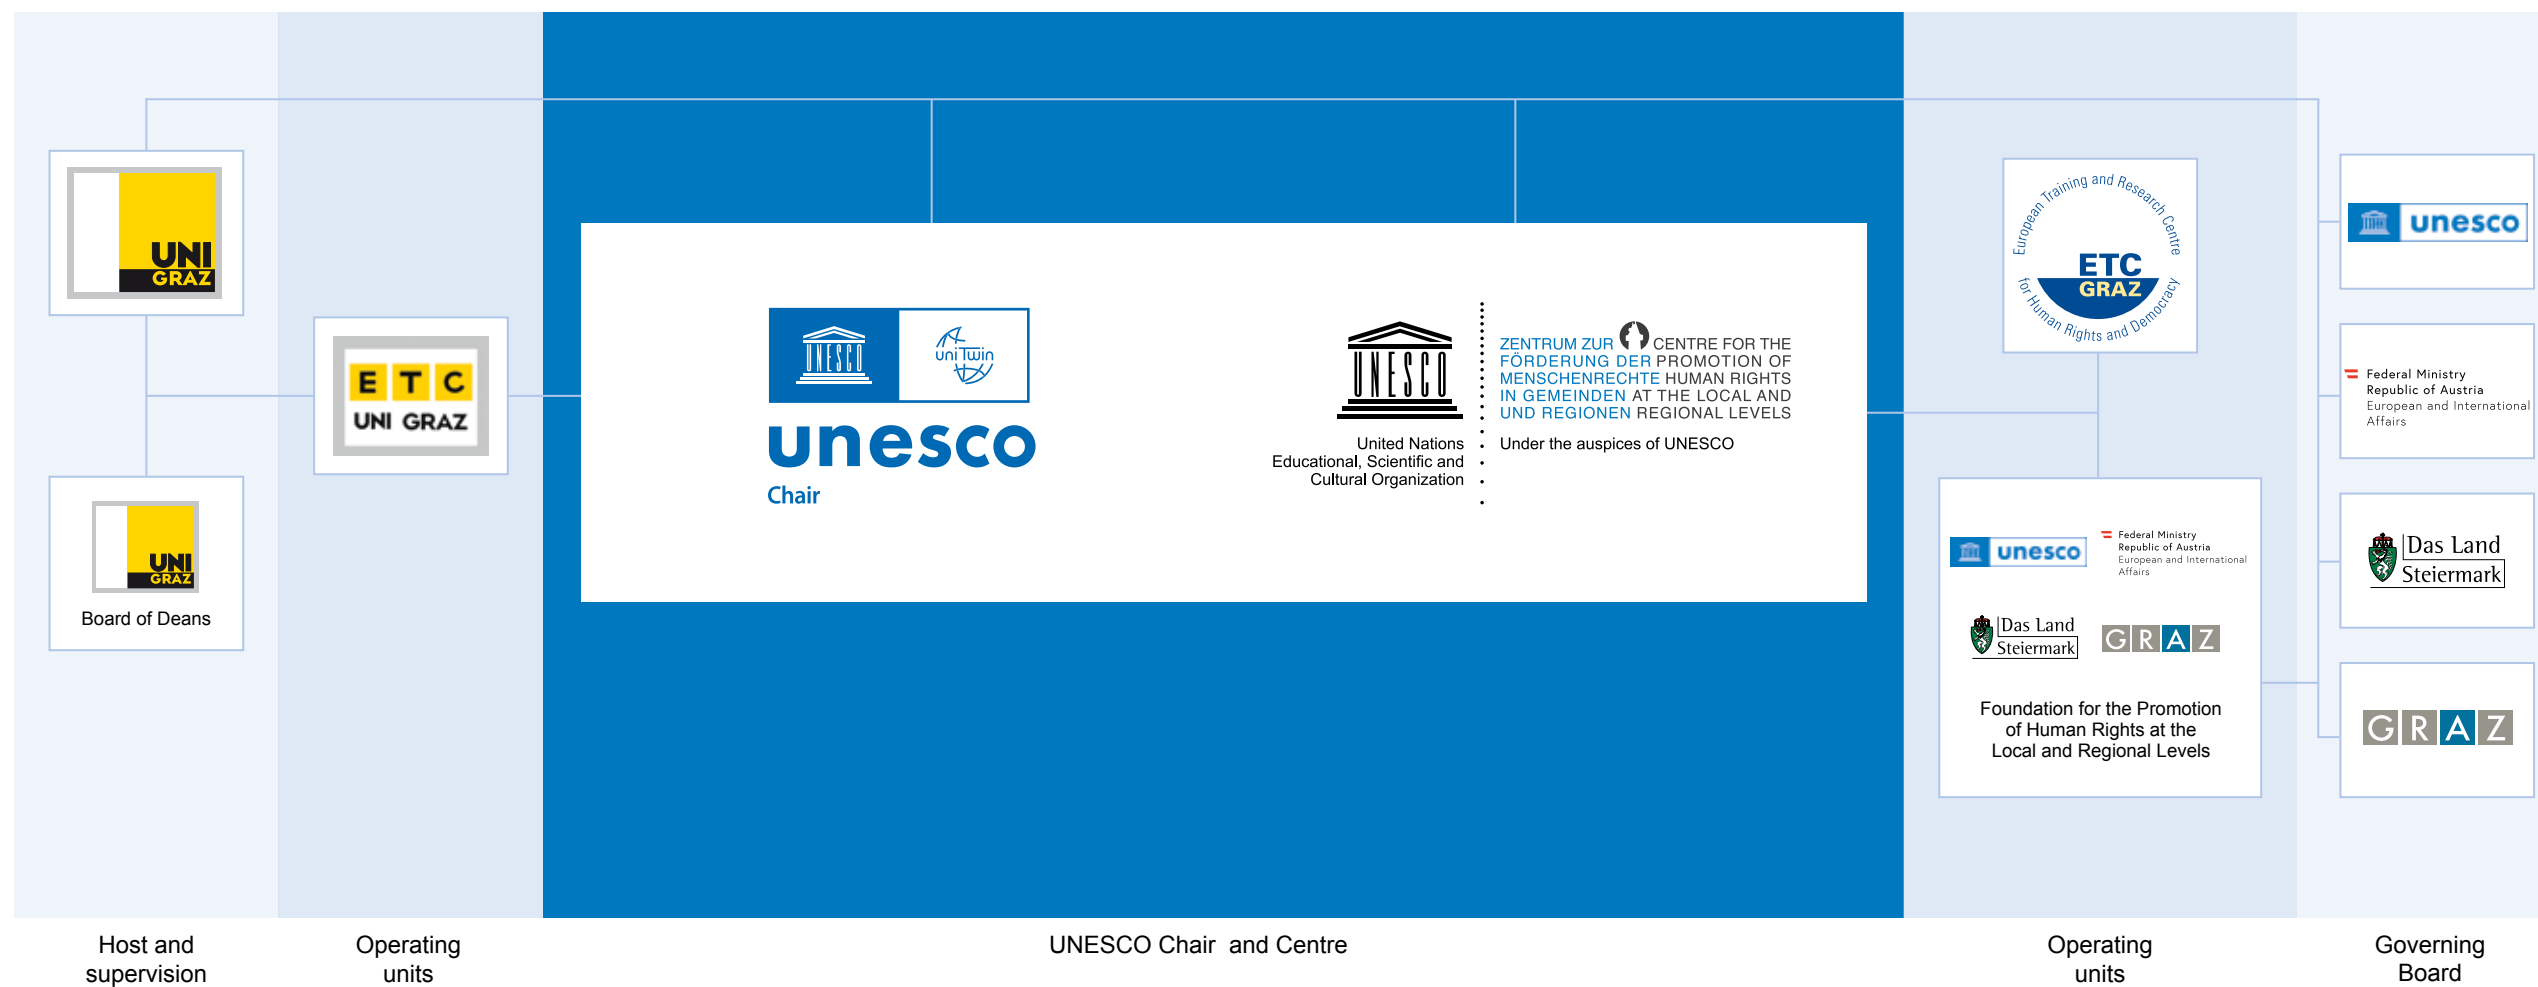 UNI
GRAZ
UNI
GRAZ
Board of Deans
E T C
UNI GRAZ
UNESCO
uniTwin
unesco
Chair
UNESCO
United Nations
Educational, Scientific and
Cultural Organization
ZENTRUM ZUR CENTRE FOR THE
FÖRDERUNG DER PROMOTION OF
MENSCHENRECHTE HUMAN RIGHTS
IN GEMEINDEN AT THE LOCAL AND
UND REGIONEN REGIONAL LEVELS
Under the auspices of UNESCO
European Training and Research Centre
for Human Rights and Democracy
ETC
GRAZ
unesco
Federal Ministry
Republic of Austria
European and International
Affairs
Das Land
Steiermark
GRAZ
Foundation for the Promotion
of Human Rights at the
Local and Regional Levels
unesco
Federal Ministry
Republic of Austria
European and International
Affairs
Das Land
Steiermark
GRAZ
Host and
supervision
Operating
units
UNESCO Chair and Centre
Operating
units
Governing
Board